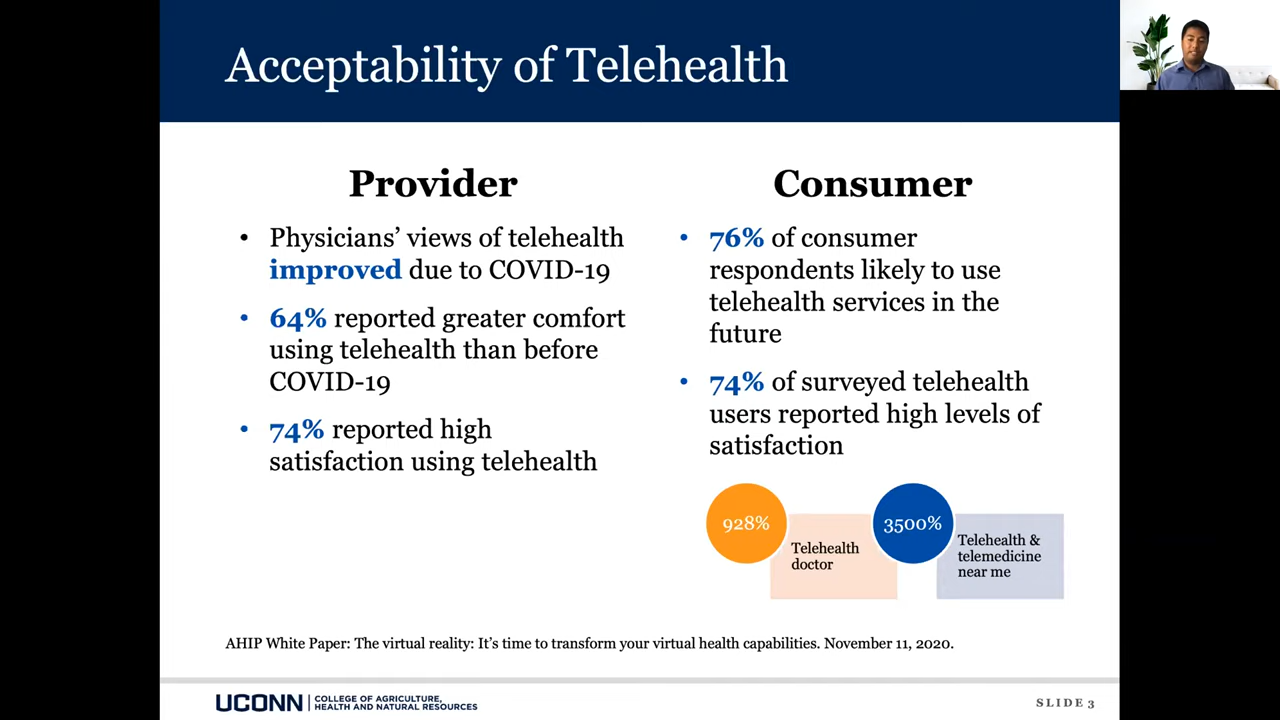 Acceptability of Telehealth
Provider
• Physicians’ views of telehealth
improved due to COVID-19
• 64% reported greater comfort
using telehealth than before
COVID-19
• 74% reported high
satisfaction using telehealth
Consumer
• 76% of consumer
respondents likely to use
telehealth services in the
future
• 74% of surveyed telehealth
users reported high levels of
satisfaction
928%
Telehealth
doctor
3500%
Telehealth &
telemedicine
near me
AHIP White Paper: The virtual reality: It’s time to transform your virtual health capabilities. November 11, 2020.
UCONN
COLLEGE OF AGRICULTURE,
HEALTH AND NATURAL RESOURCES
SLIDE 3